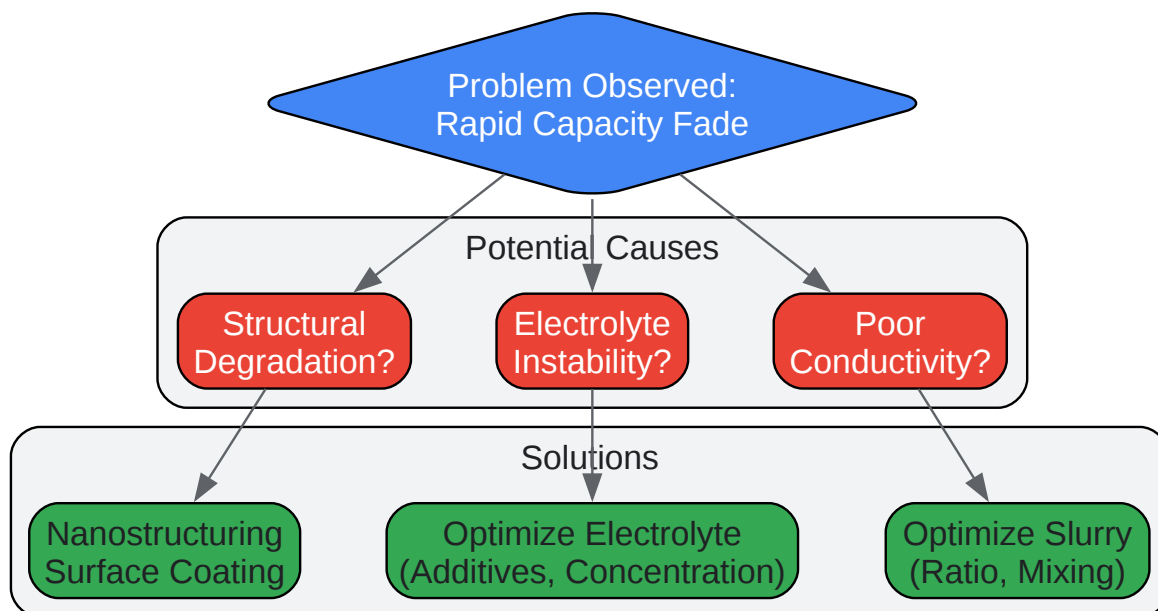 Problem Observed:
Rapid Capacity Fade
Potential Causes
Structural
Degradation?
Electrolyte
Instability?
Poor
Conductivity?
Solutions
Nanostructuring
Surface Coating
Optimize Electrolyte
(Additives, Concentration)
Optimize Slurry
(Ratio, Mixing)